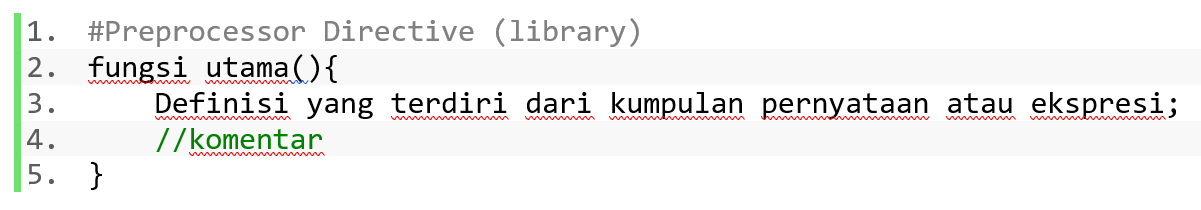 1. #Preprocessor Directive (library)
2. fungsi utama(){
3. Definisi yang terdiri dari kumpulan pernyataan atau ekspresi;
4. //komentar
5. }